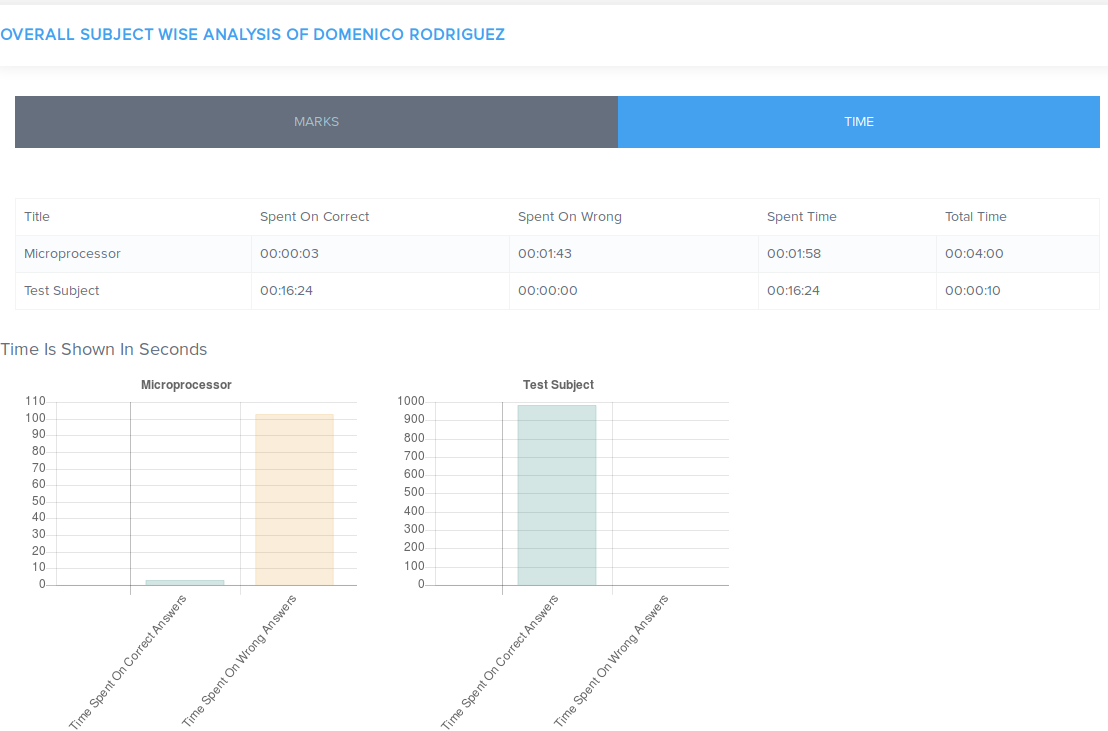 OVERALL SUBJECT WISE ANALYSIS OF DOMENICO RODRIGUEZ
MARKS TIME
Title Spent On Correct Spent On Wrong Spent Time Total Time
Microprocessor 00:00:03 00:01:43 00:01:58 00:04:00
Test Subject 00:16:24 00:00:00 00:16:24 00:00:10
Time Is Shown In Seconds
Microprocessor
110
100
90
80
70
60
50
40
30
20
10
0
Time Spent On Correct Answers
Time Spent On Wrong Answers
Test Subject
1000
900
800
700
600
500
400
300
200
100
0
Time Spent On Correct Answers
Time Spent On Wrong Answers